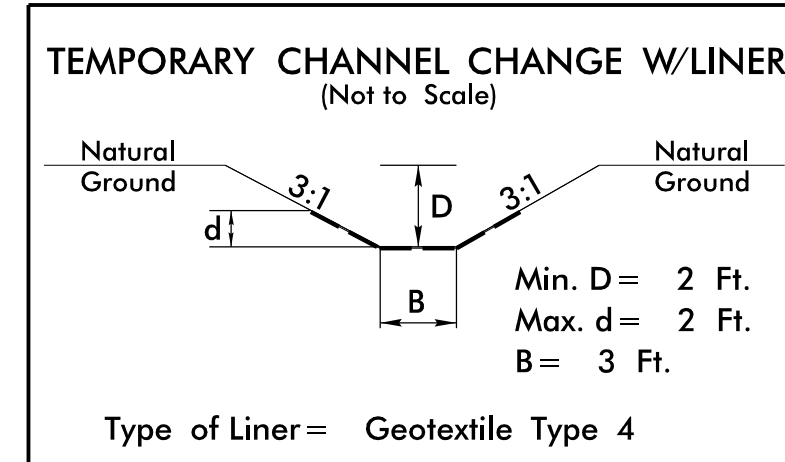 TEMPORARY CHANNEL CHANGE W/LINER
(Not to Scale)
Natural
Ground
Natural
Ground
3:1
3:1
D
d
B
Min. D= 2 Ft.
Max. d= 2 Ft.
B= 3 Ft.
Type of Liner= Geotextile Type 4